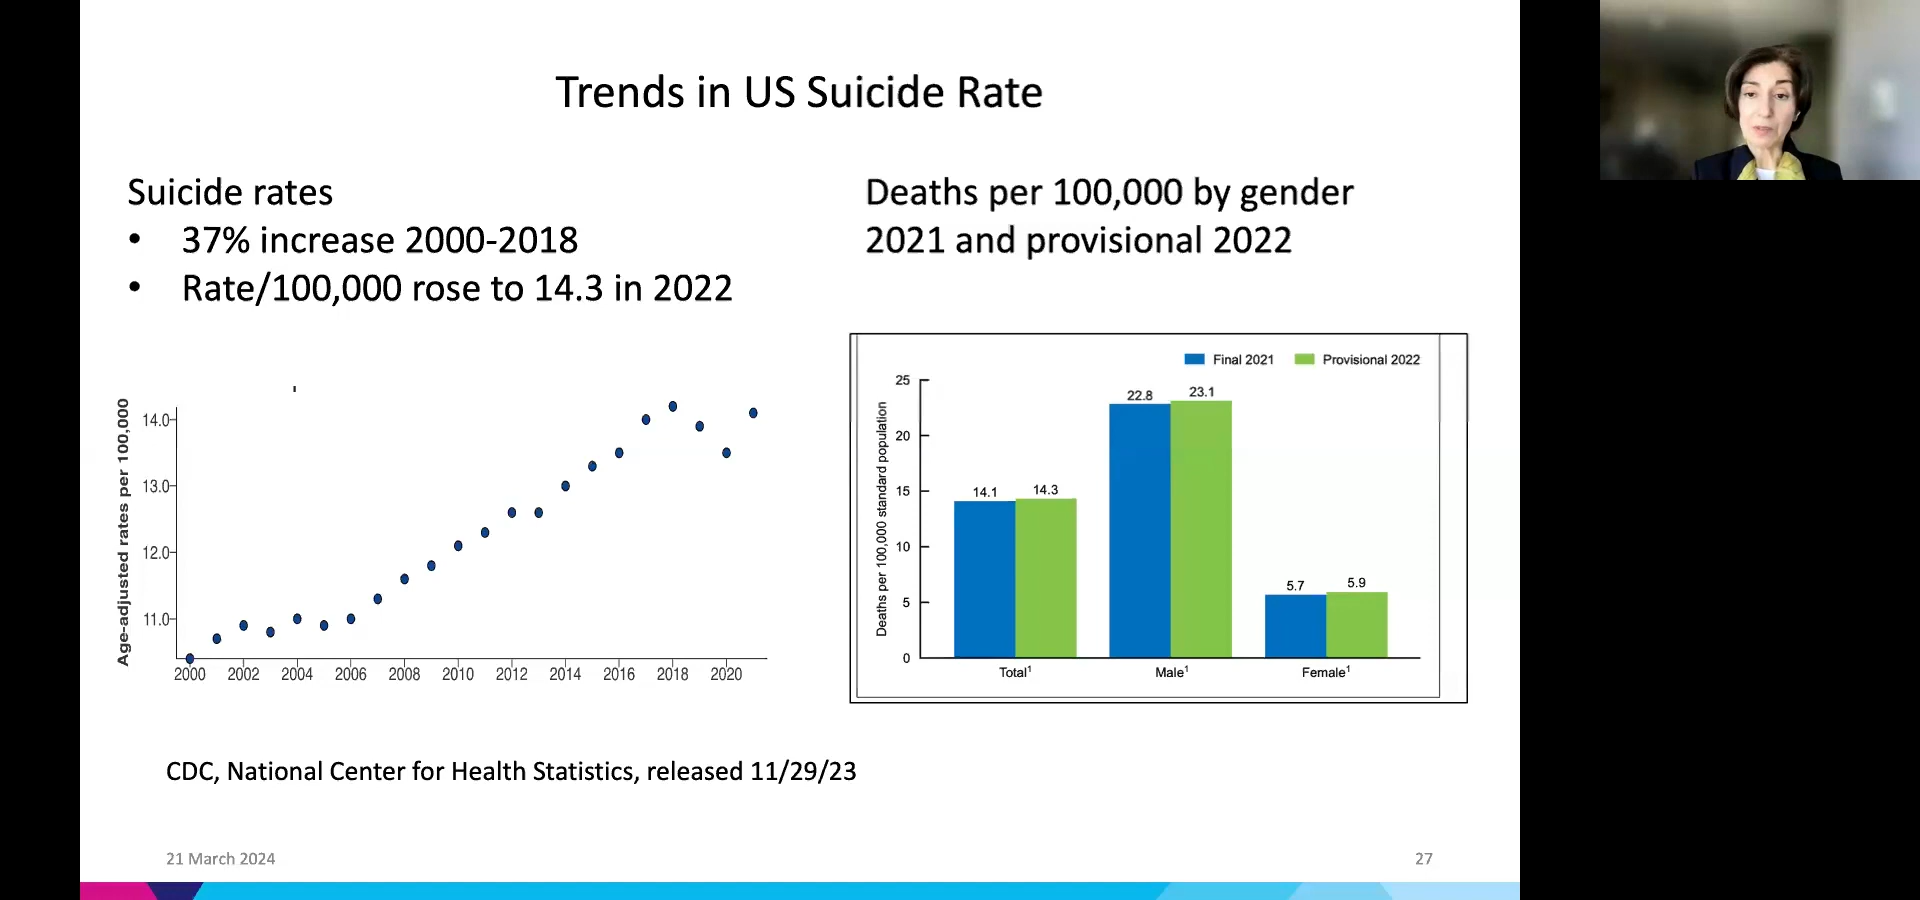 Trends in US Suicide Rate
Suicide rates
• 37% increase 2000-2018
• Rate/100,000 rose to 14.3 in 2022
Deaths per 100,000 by gender
2021 and provisional 2022
Age-adjusted rates per 100,000
14.0
13.0
12.0
11.0
2000 2002 2004 2006 2008 2010 2012 2014 2016 2018 2020
Final 2021 Provisional 2022
Deaths per 100,000 standard population
25
20
15
10
5
0
14.1 14.3
22.8 23.1
5.7 5.9
Total¹ Male¹ Female¹
CDC, National Center for Health Statistics, released 11/29/23
21 March 2024
27